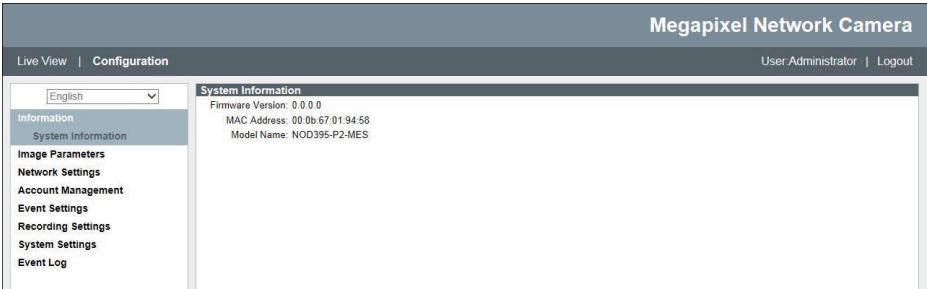 Megapixel Network Camera
Live View | Configuration
User:Administrator | Logout
English
Information
System Information
Image Parameters
Network Settings
Account Management
Event Settings
Recording Settings
System Settings
Event Log
System Information
Firmware Version: 0.0.0.0
MAC Address: 00:0b:67:01:94:58
Model Name: NOD395-P2-MES